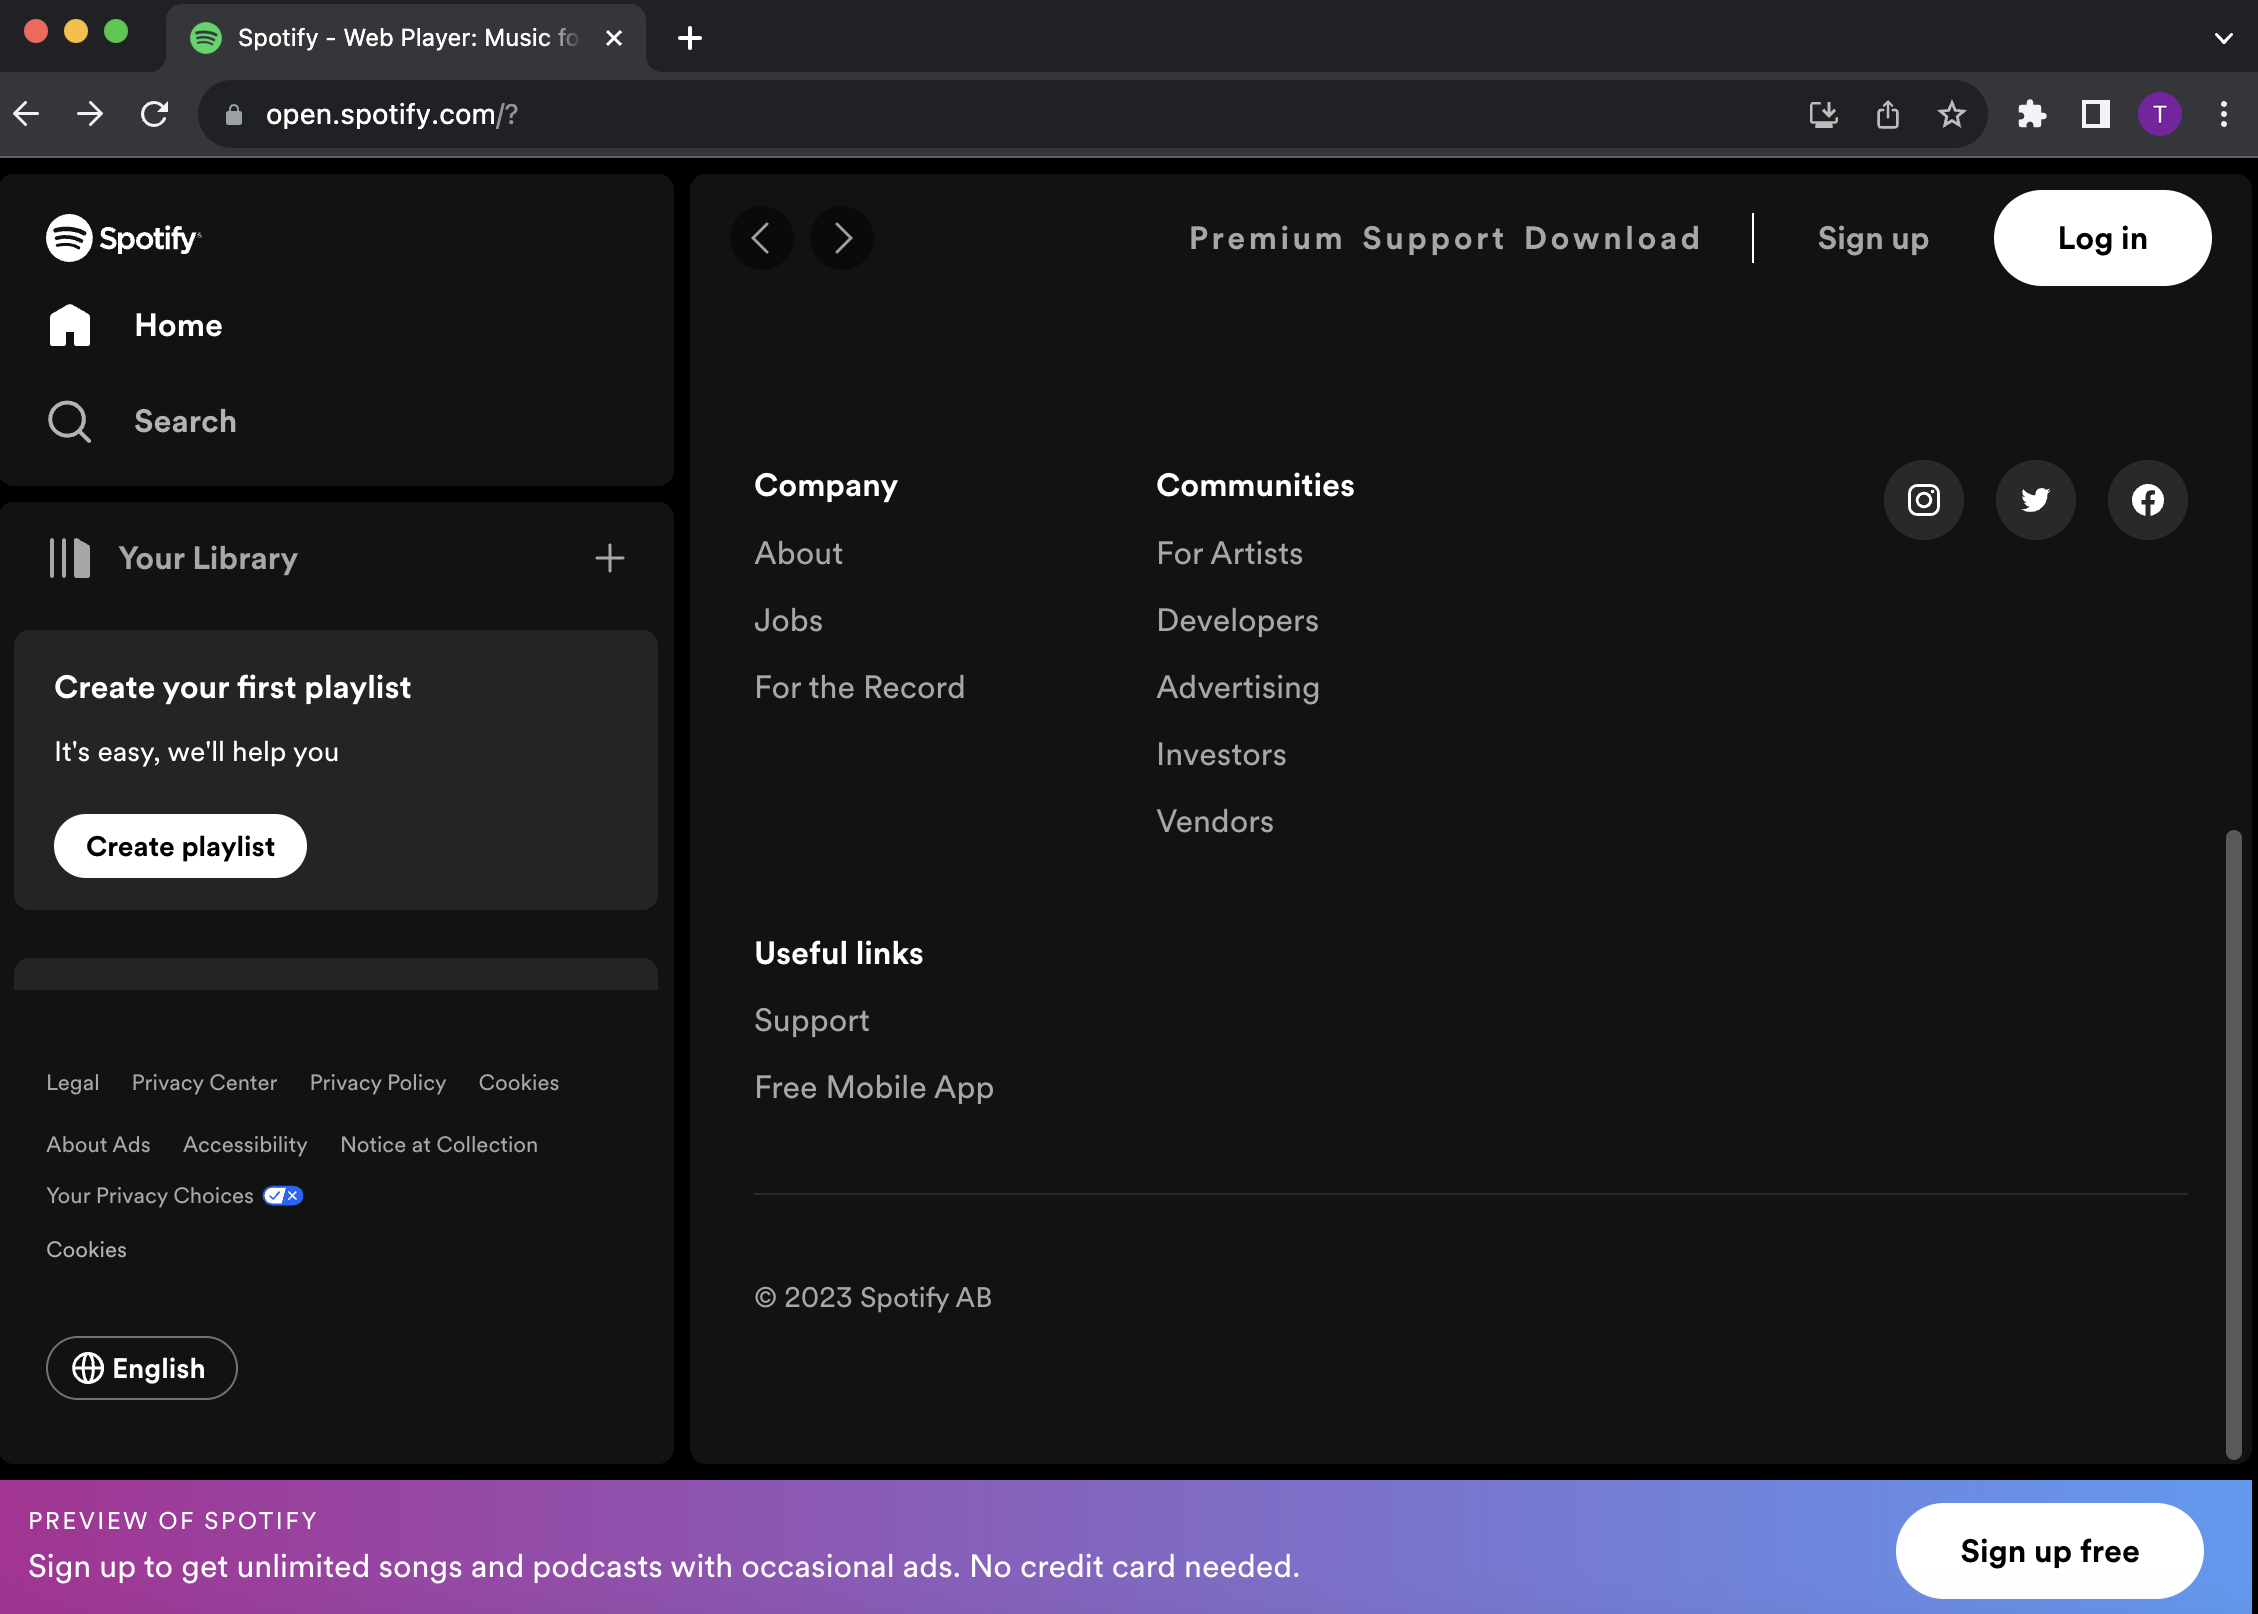 Spotify - Web Player: Music fo
open.spotify.com/?
T
Spotify
Home
Search
Your Library
Create your first playlist
It's easy, we'll help you
Create playlist
Legal Privacy Center Privacy Policy Cookies
About Ads Accessibility Notice at Collection
Your Privacy Choices
Cookies
English
Premium Support Download Sign up Log in
Company
About
Jobs
For the Record
Communities
For Artists
Developers
Advertising
Investors
Vendors
Useful links
Support
Free Mobile App
© 2023 Spotify AB
PREVIEW OF SPOTIFY
Sign up to get unlimited songs and podcasts with occasional ads. No credit card needed.
Sign up free